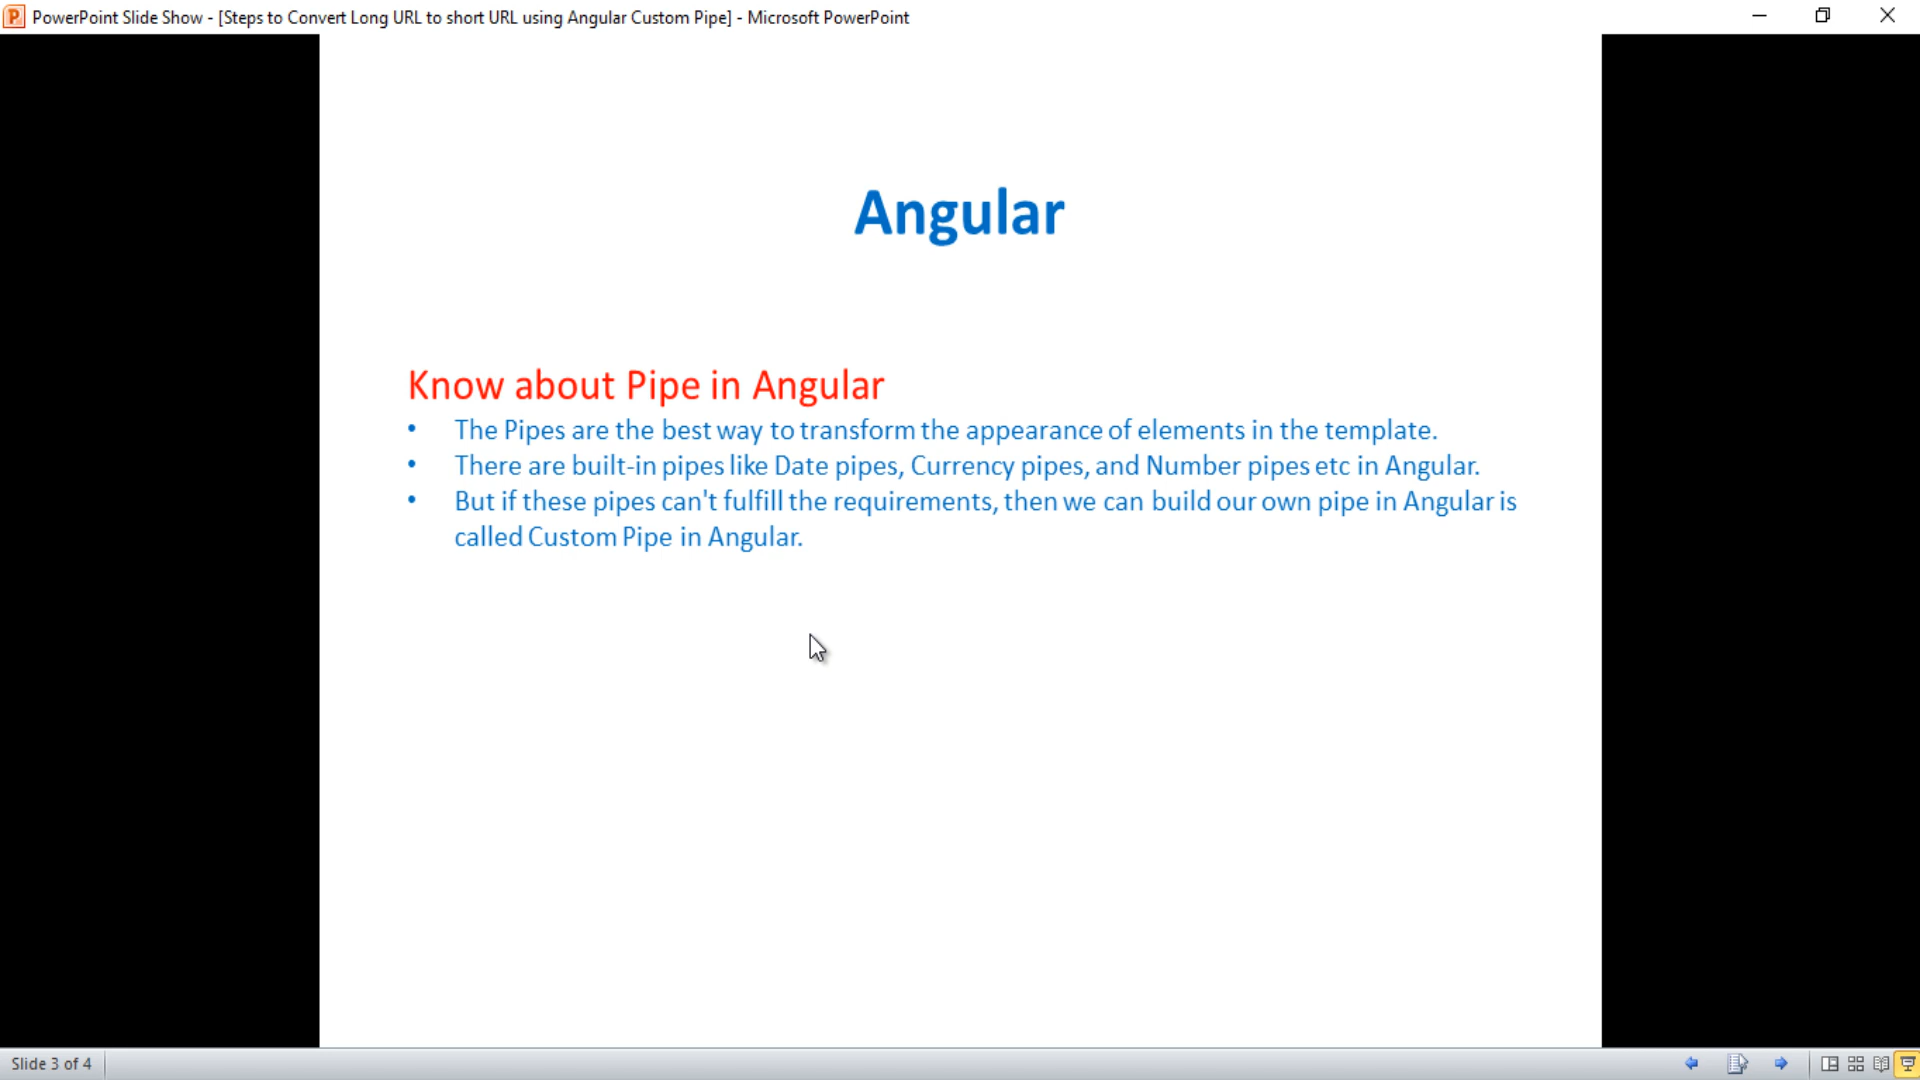 PowerPoint Slide Show - [Steps to Convert Long URL to short URL using Angular Custom Pipe] - Microsoft PowerPoint
Angular
Know about Pipe in Angular
• The Pipes are the best way to transform the appearance of elements in the template.
• There are built-in pipes like Date pipes, Currency pipes, and Number pipes etc in Angular.
• But if these pipes can't fulfill the requirements, then we can build our own pipe in Angular is
called Custom Pipe in Angular.
Slide 3 of 4